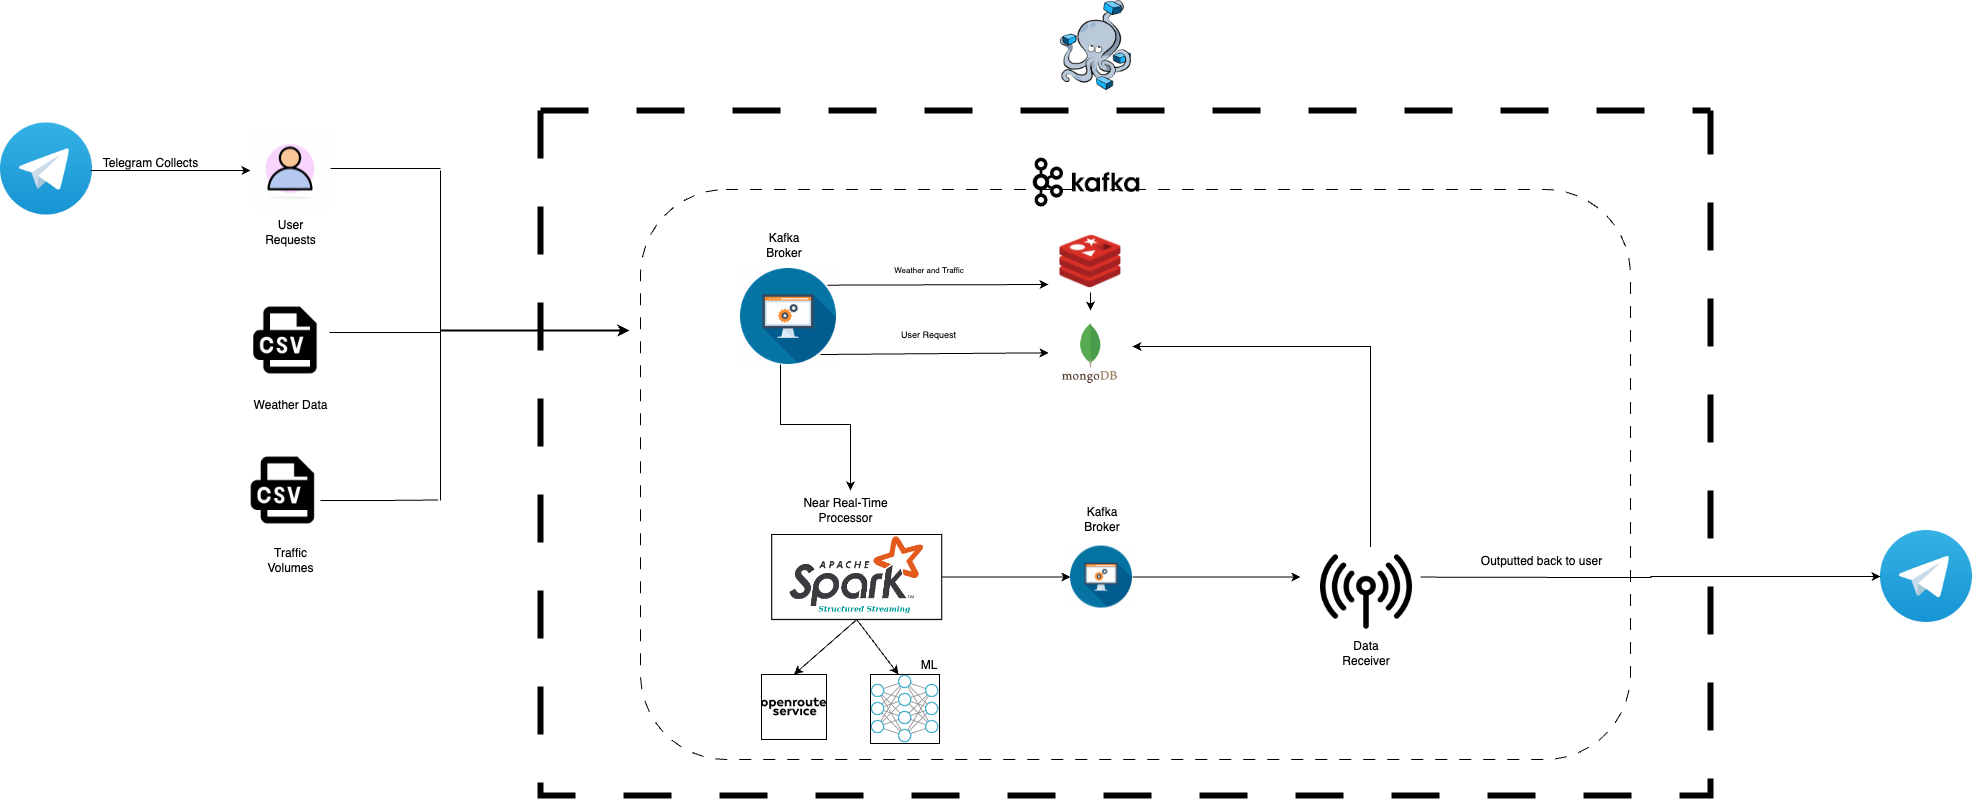 Telegram Collects
User
Requests
CSV
Weather Data
CSV
Traffic
Volumes
kafka
Kafka
Broker
Weather and Traffic
User Request
mongoDB
Near Real-Time
Processor
APACHE
Spark
TM
Structured Streaming
Kafka
Broker
Data
Receiver
Outputted back to user
openroute
service
ML